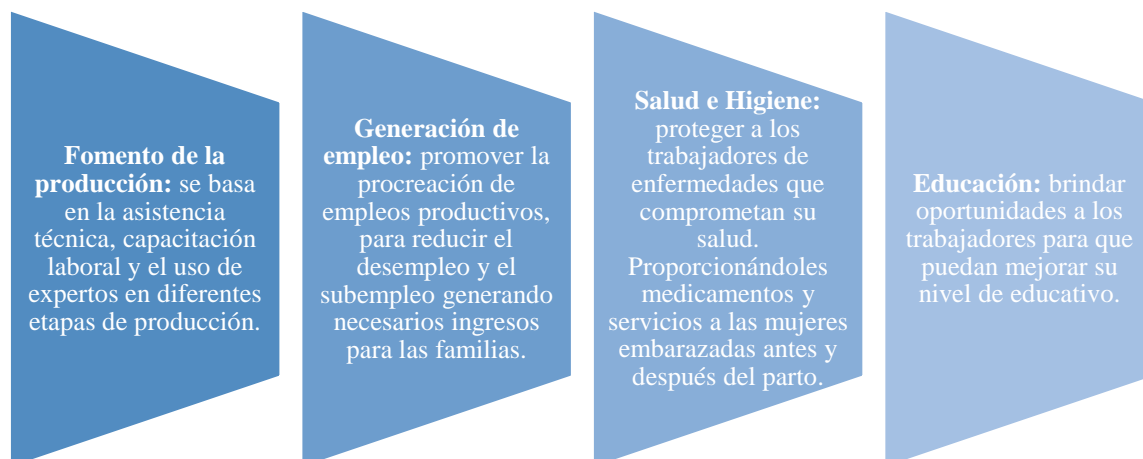 Fomento de la
producción: se basa
en la asistencia
técnica, capacitación
laboral y el uso de
expertos en diferentes
etapas de producción.
Generación de
empleo: promover la
procreación de
empleos productivos,
para reducir el
desempleo y el
subempleo generando
necesarios ingresos
para las familias.
Salud e Higiene:
proteger a los
trabajadores de
enfermedades que
comprometan su
salud.
Proporcionándoles
medicamentos y
servicios a las mujeres
embarazadas antes y
después del parto.
Educación: brindar
oportunidades a los
trabajadores para que
puedan mejorar su
nivel de educativo.